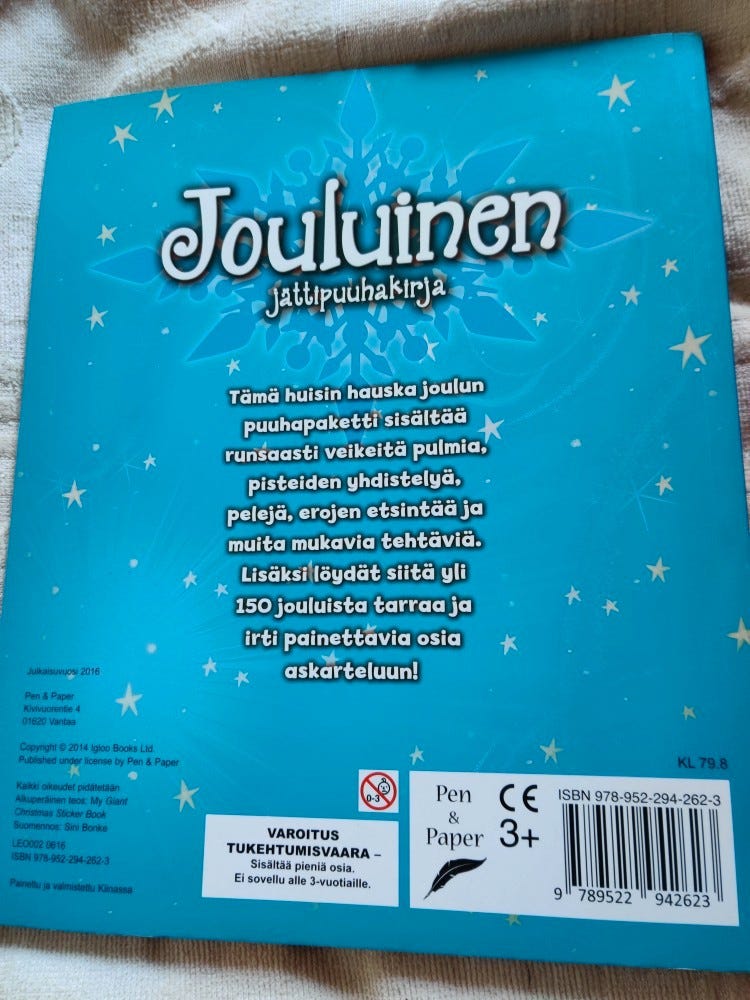 Jouluinen
jättipuuhakirja
Tämä huisin hauska joulun
puuhapaketti sisältää
runsaasti veikeitä pulmia,
pisteiden yhdistelyä,
pelejä, erojen etsintää ja
muita mukavia tehtäviä.
Lisäksi löydät siitä yli
150 jouluista tarraa ja
irti painettavia osia
askarteluun!
Julkaisuvuosi 2016
Pen & Paper
Kivivuorentie 4
01620 Vantaa
Copyright © 2014 Igloo Books Ltd.
Published under license by Pen & Paper
Kaikki oikeudet pidätetään
Alkuperäinen teos: My Giant
Christmas Sticker Book
Suomennos: Sini Bonke
LEO002 0616
ISBN 978-952-294-262-3
Painettu ja valmistettu Kiinassa
0-3
VAROITUS
TUKEHTUMISVAARA –
Sisältää pieniä osia.
Ei sovellu alle 3-vuotiaille.
KL 79.8
Pen
&
Paper
CE
3+
ISBN 978-952-294-262-3
9 789522 942623